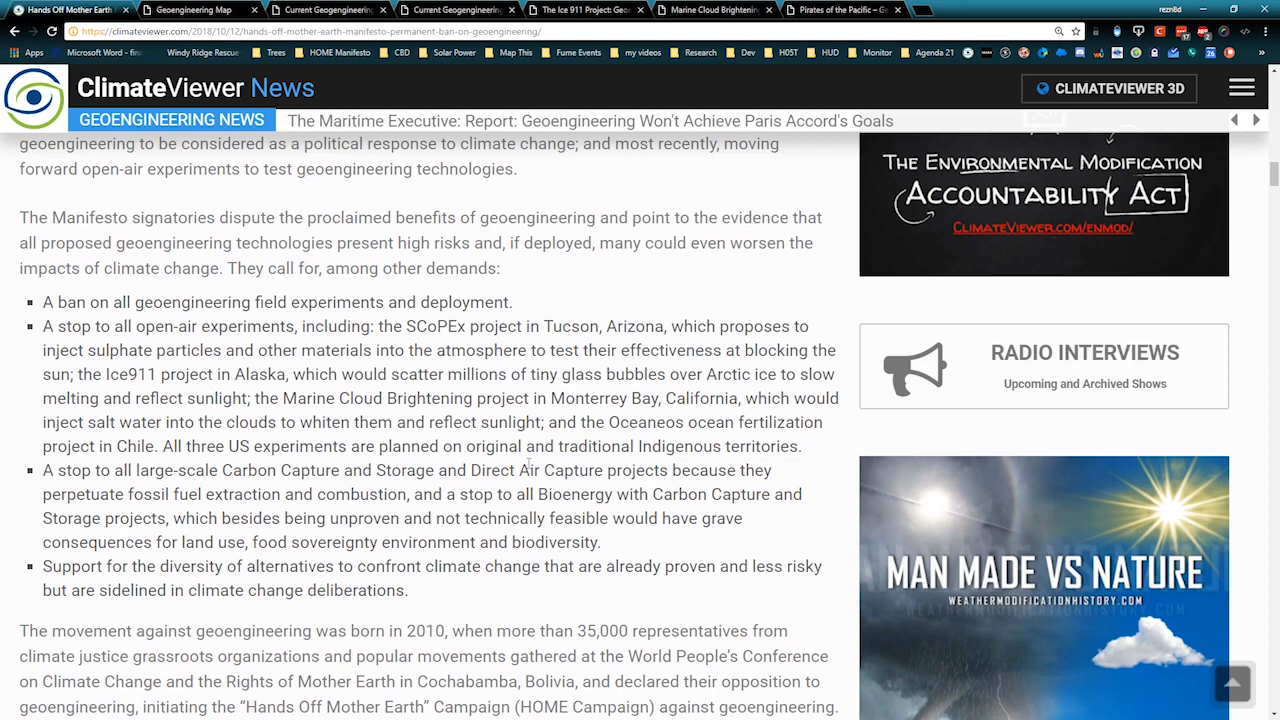 Hands Off Mother Earth
Geoengineering Map
Current Geogengineering
Current Geoengineering
The Ice 911 Project: Geo
Marine Cloud Brightening
Pirates of the Pacific – Ge
rezn8d
https://climateviewer.com/2018/10/12/hands-off-mother-earth-manifesto-permanent-ban-on-geoengineering/
Apps
Microsoft Word - fin
Windy Ridge Rescue
Trees
HOME Manifesto
CBD
Solar Power
Map This
Fume Events
my videos
Research
Dev
H05T
HUD
Monitor
Agenda 21
ClimateViewer News
CLIMATEVIEWER 3D
GEOENGINEERING NEWS
The Maritime Executive: Report: Geoengineering Won't Achieve Paris Accord's Goals
geoengineering to be considered as a political response to climate change; and most recently, moving
forward open-air experiments to test geoengineering technologies.
The Manifesto signatories dispute the proclaimed benefits of geoengineering and point to the evidence that
all proposed geoengineering technologies present high risks and, if deployed, many could even worsen the
impacts of climate change. They call for, among other demands:
A ban on all geoengineering field experiments and deployment.
A stop to all open-air experiments, including: the SCoPEx project in Tucson, Arizona, which proposes to
inject sulphate particles and other materials into the atmosphere to test their effectiveness at blocking the
sun; the Ice911 project in Alaska, which would scatter millions of tiny glass bubbles over Arctic ice to slow
melting and reflect sunlight; the Marine Cloud Brightening project in Monterrey Bay, California, which would
inject salt water into the clouds to whiten them and reflect sunlight; and the Oceaneos ocean fertilization
project in Chile. All three US experiments are planned on original and traditional Indigenous territories.
A stop to all large-scale Carbon Capture and Storage and Direct Air Capture projects because they
perpetuate fossil fuel extraction and combustion, and a stop to all Bioenergy with Carbon Capture and
Storage projects, which besides being unproven and not technically feasible would have grave
consequences for land use, food sovereignty environment and biodiversity.
Support for the diversity of alternatives to confront climate change that are already proven and less risky
but are sidelined in climate change deliberations.
The movement against geoengineering was born in 2010, when more than 35,000 representatives from
climate justice grassroots organizations and popular movements gathered at the World People's Conference
on Climate Change and the Rights of Mother Earth in Cochabamba, Bolivia, and declared their opposition to
geoengineering, initiating the “Hands Off Mother Earth” Campaign (HOME Campaign) against geoengineering.
THE ENVIRONMENTAL MODIFICATION
ACCOUNTABILITY ACT
CLIMATEVIEWER.COM/ENMOD/
RADIO INTERVIEWS
Upcoming and Archived Shows
MAN MADE VS NATURE
WEATHERMODIFICATIONHISTORY.COM